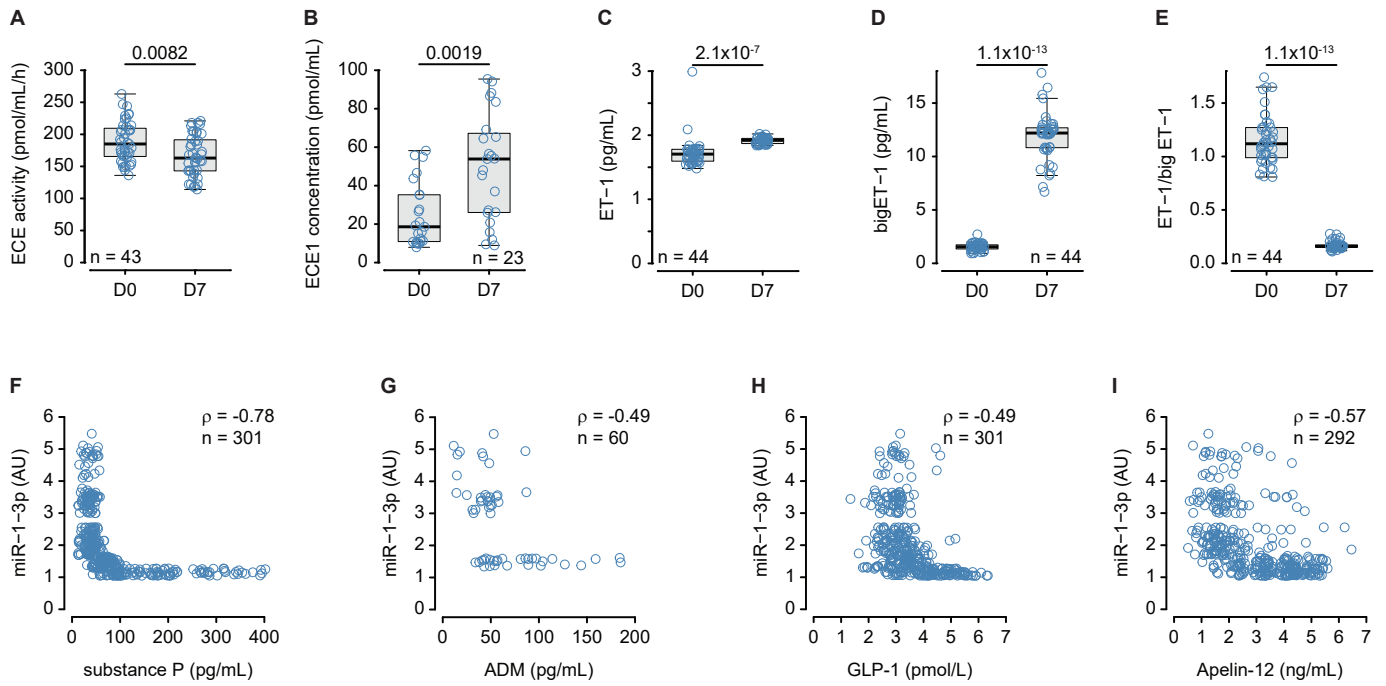 A
0.0082
ECE activity (pmol/mL/h)
300
250
200
150
100
50
0
n = 43
D0
D7
B
0.0019
ECE1 concentration (pmol/mL)
100
80
60
40
20
0
n = 23
D0
D7
C
2.1x10-7
ET−1 (pg/mL)
3
2
1
0
n = 44
D0
D7
D
1.1x10-13
bigET−1 (pg/mL)
15
10
5
0
n = 44
D0
D7
E
1.1x10-13
ET−1/big ET−1
1.5
1.0
0.5
0.0
n = 44
D0
D7
F
ρ = -0.78
n = 301
miR−1−3p (AU)
6
5
4
3
2
1
0
0 100 200 300 400
substance P (pg/mL)
G
ρ = -0.49
n = 60
miR−1−3p (AU)
6
5
4
3
2
1
0
0 50 100 150 200
ADM (pg/mL)
H
ρ = -0.49
n = 301
miR−1−3p (AU)
6
5
4
3
2
1
0
0 1 2 3 4 5 6 7
GLP-1 (pmol/L)
I
ρ = -0.57
n = 292
miR−1−3p (AU)
6
5
4
3
2
1
0
0 1 2 3 4 5 6 7
Apelin-12 (ng/mL)